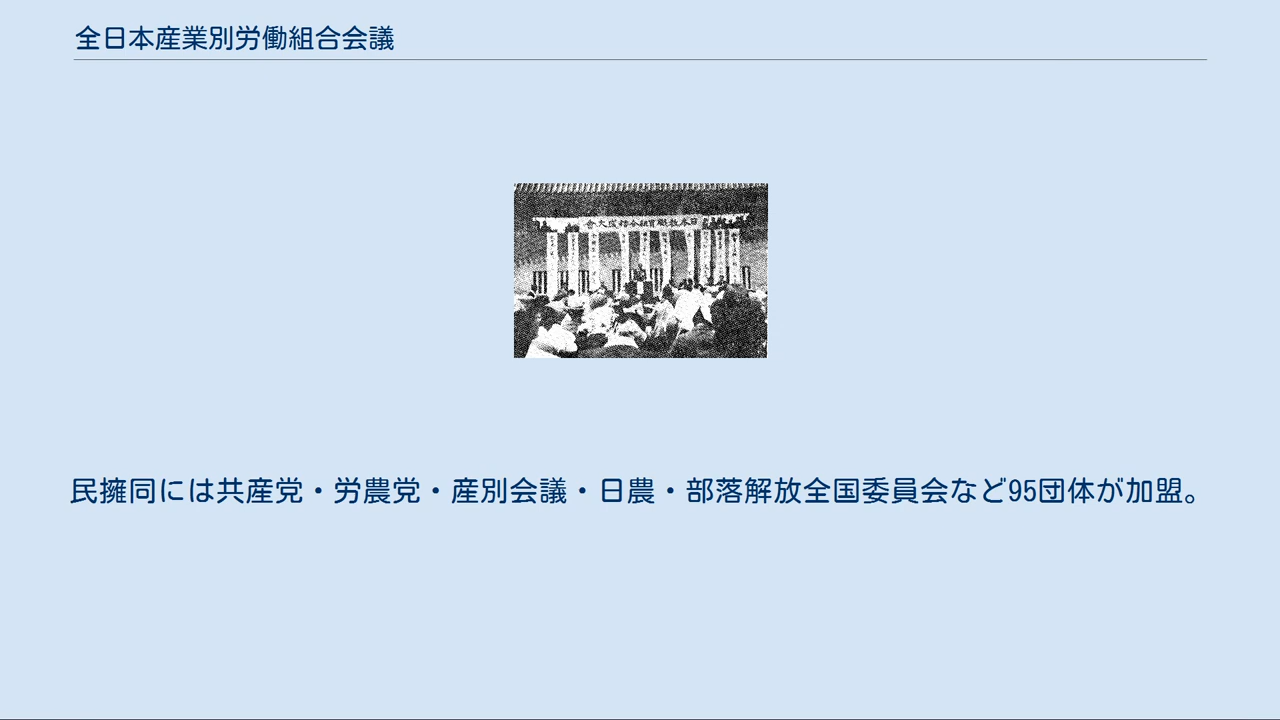 全日本産業別労働組合会議
民擁同には共産党・労農党・産別会議・日農・部落解放全国委員会など95団体が加盟。